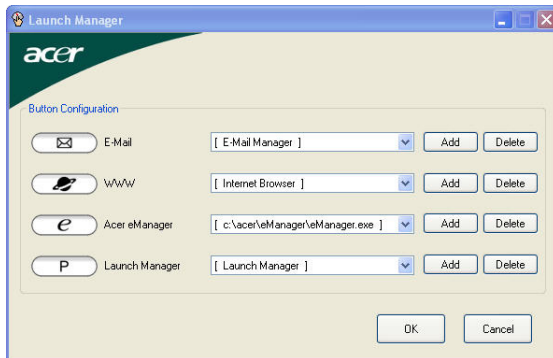 Launch Manager
acer
Button Configuration
E-Mail [ E-Mail Manager ] Add Delete
WWW [ Internet Browser ] Add Delete
e Acer eManager [ c:\acer\eManager\eManager.exe ] Add Delete
P Launch Manager [ Launch Manager ] Add Delete
OK Cancel